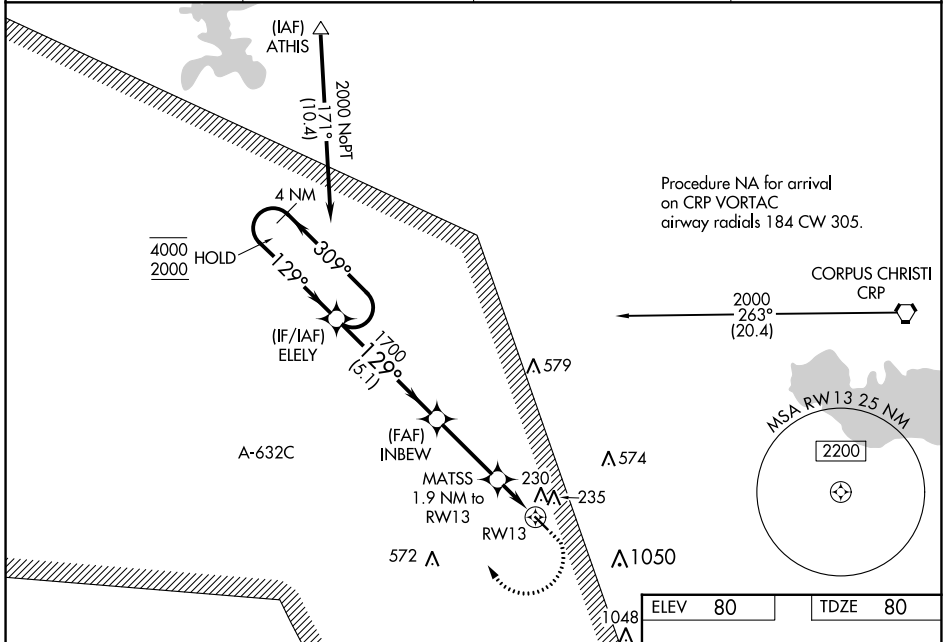 (IAF)
ATHIS
2000 NoPT
171°
(10.4)
4 NM
4000
2000
HOLD
309°
129°
(IF/IAF)
ELELY
1700
129°
(5.1)
Procedure NA for arrival
on CRP VORTAC
airway radials 184 CW 305.
CORPUS CHRISTI
CRP
2000
263°
(20.4)
579
(FAF)
INBEW
A-632C
574
MATSS
1.9 NM to
RW13
230
235
RW13
572
1050
1048
MSA RW13 25 NM
2200
ELEV 80
TDZE 80